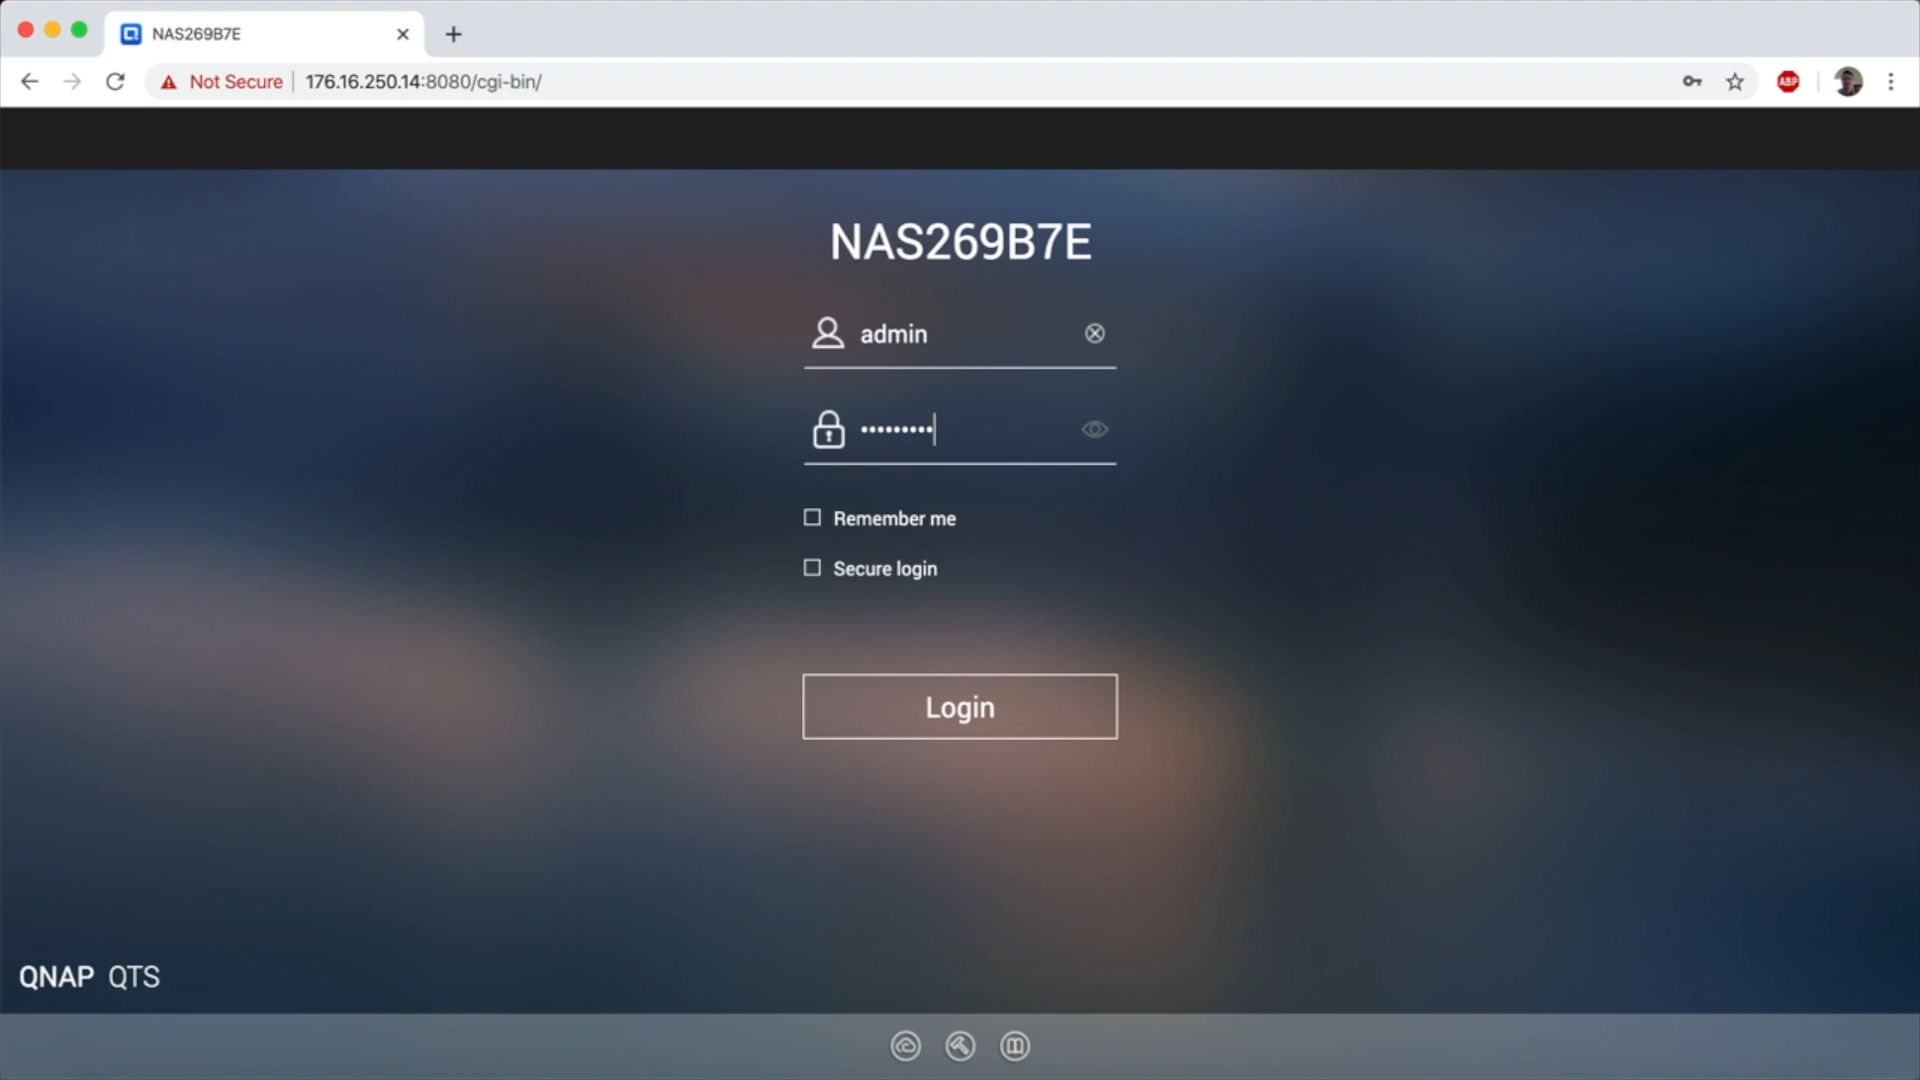 NAS269B7E
Not Secure 176.16.250.14:8080/cgi-bin/
ABP
NAS269B7E
admin
•••••••••
Remember me
Secure login
Login
QNAP QTS